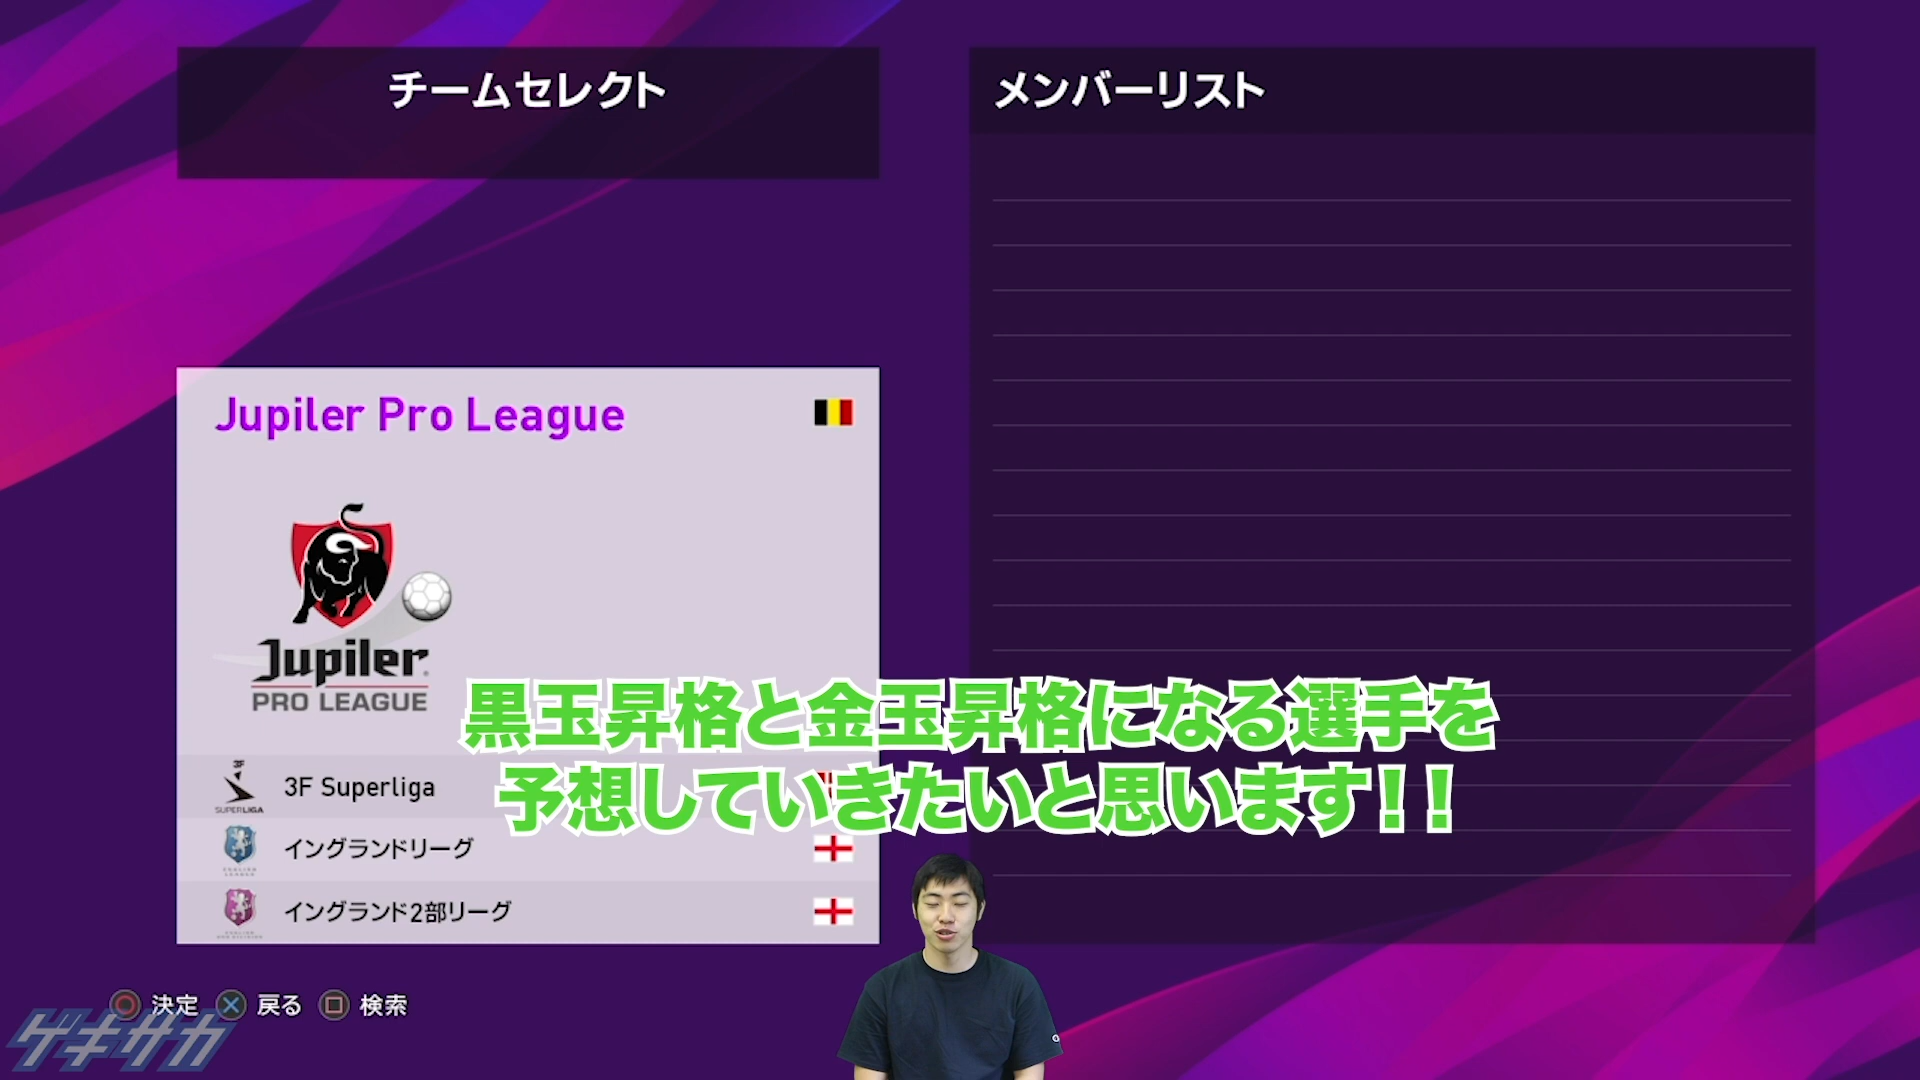 チームセレクト
メンバーリスト
Jupiler Pro League
Jupiler
PRO LEAGUE
黒玉昇格と金玉昇格になる選手を
予想していきたいと思います!!
3F
SUPERLIGA
3F Superliga
イングランドリーグ
イングランド2部リーグ
決定 戻る 検索
ゲキサカ